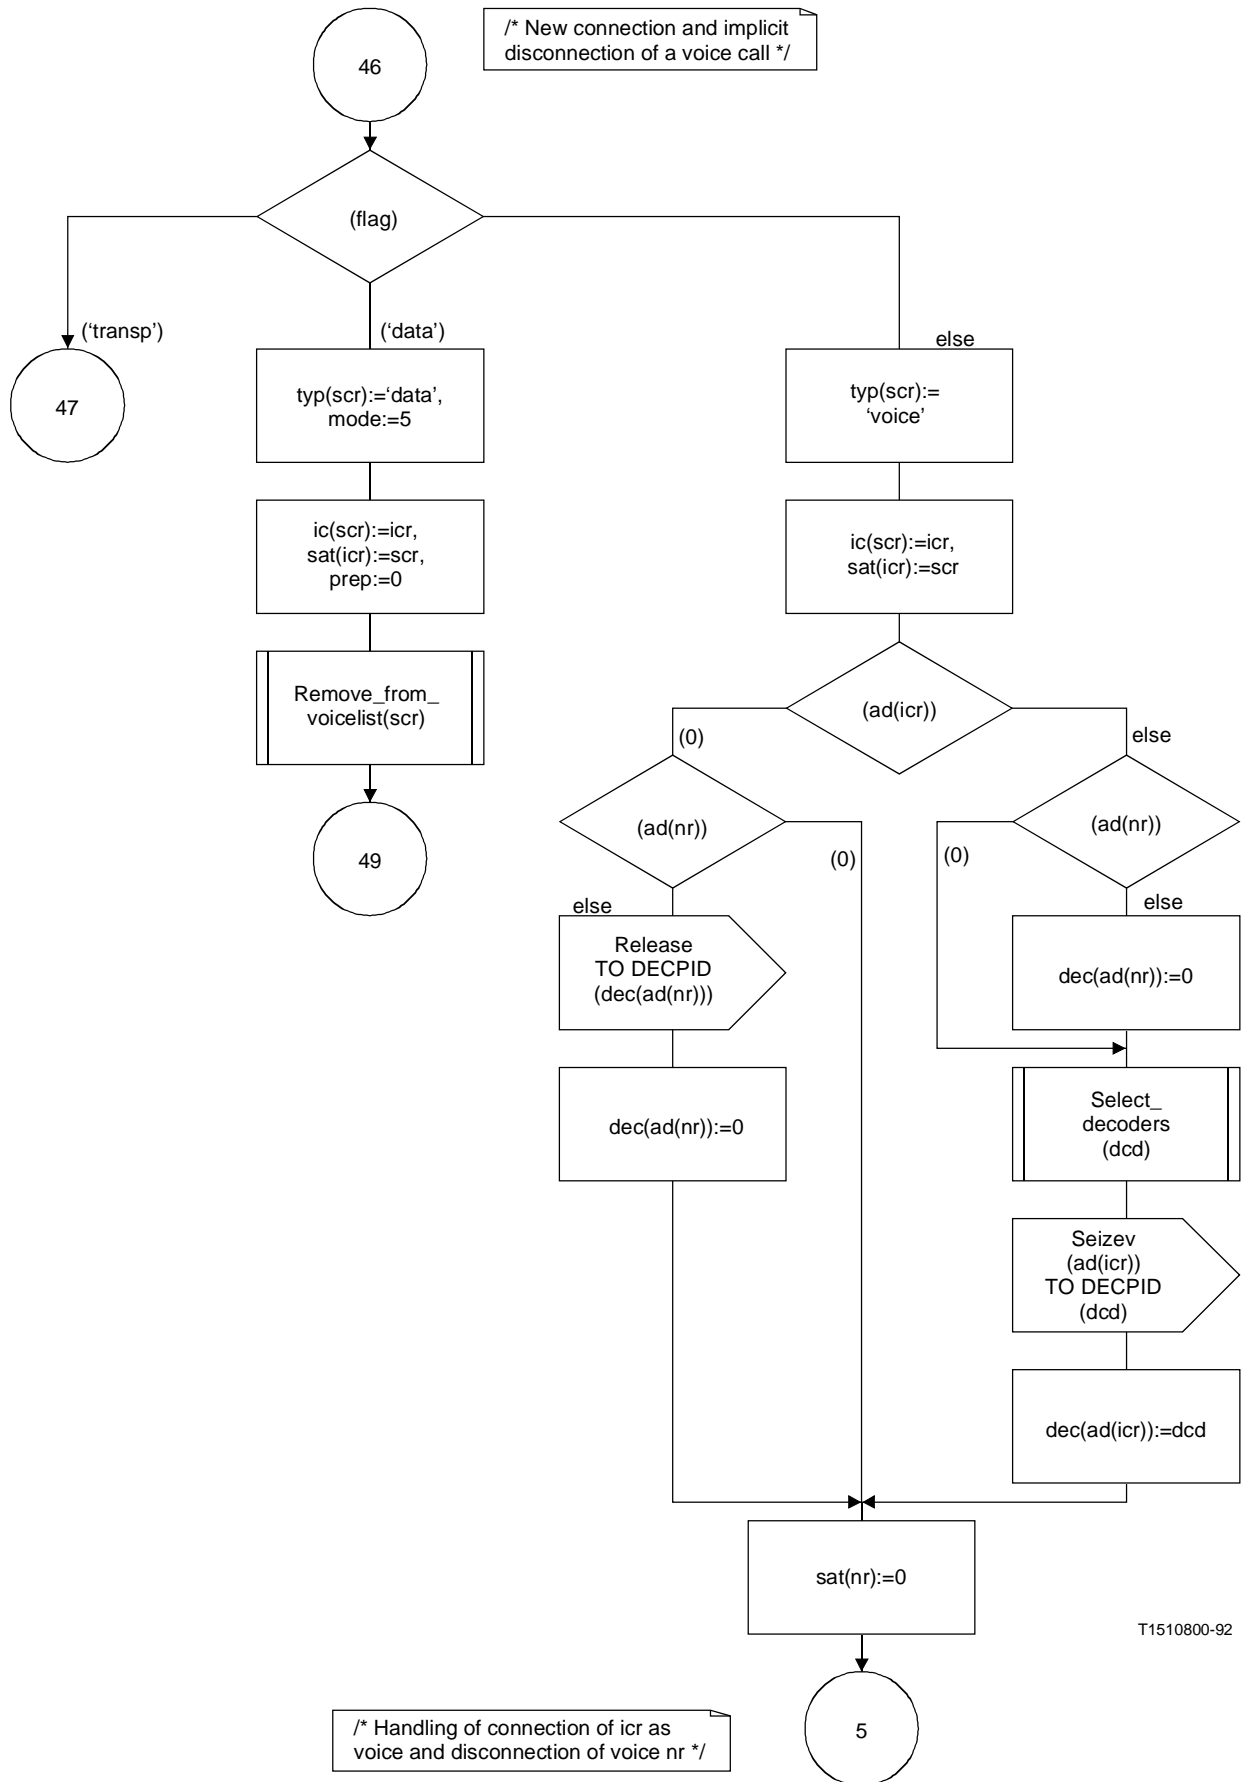 46
/* New connection and implicit
disconnection of a voice call */
(flag)
(‘transp’)
(‘data’)
else
47
typ(scr):=‘data’,
mode:=5
typ(scr):=
‘voice’
ic(scr):=icr,
sat(icr):=scr,
prep:=0
ic(scr):=icr,
sat(icr):=scr
Remove_from_
voicelist(scr)
(ad(icr))
(0)
else
49
(ad(nr))
(0)
else
(ad(nr))
(0)
else
Release
TO DECPID
(dec(ad(nr)))
dec(ad(nr)):=0
dec(ad(nr)):=0
Select_
decoders
(dcd)
Seizev
(ad(icr))
TO DECPID
(dcd)
dec(ad(icr):=dcd
sat(nr):=0
T1510800-92
5
/* Handling of connection of icr as
voice and disconnection of voice nr */